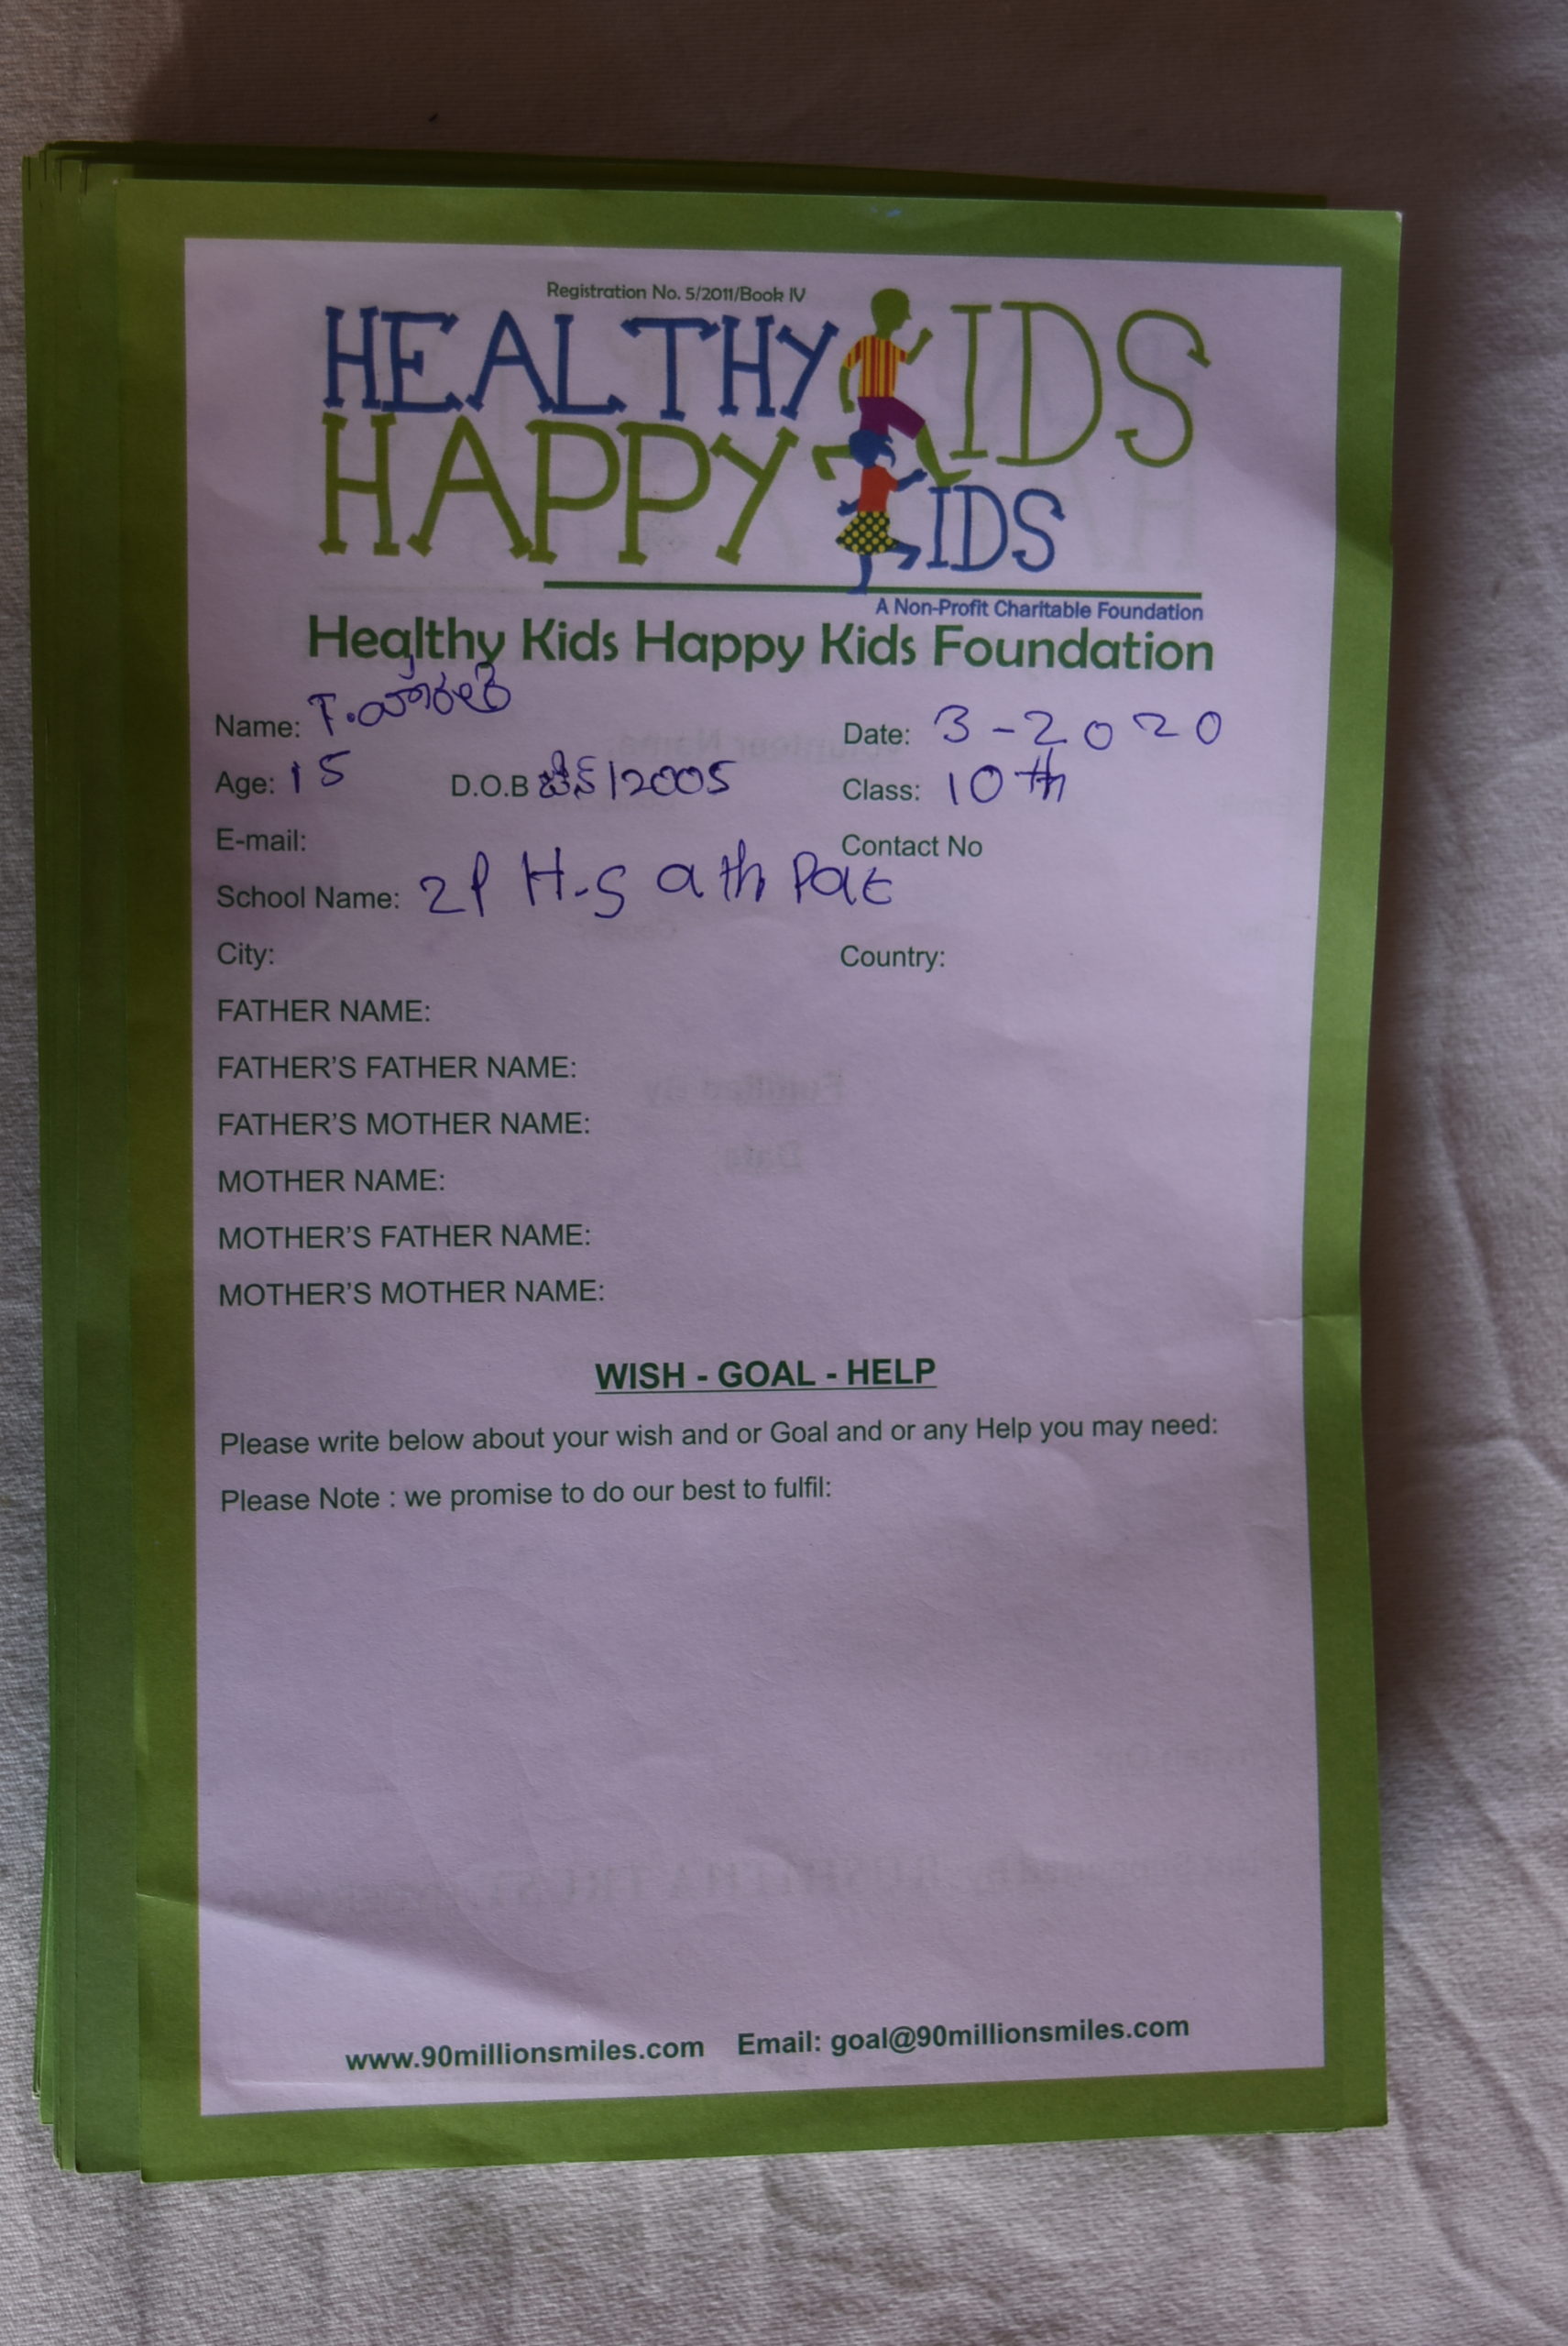 Registration No. 5/2011/Book IV
HEALTHY KIDS
HAPPY KIDS
A Non-Profit Charitable Foundation
Healthy Kids Happy Kids Foundation
Name: T. Date: 3-2020
Age: 15 D.O.B /2005 Class: 10th
E-mail: Contact No
School Name: ZP H.S ath
City: Country:
FATHER NAME:
FATHER'S FATHER NAME:
FATHER'S MOTHER NAME:
MOTHER NAME:
MOTHER'S FATHER NAME:
MOTHER'S MOTHER NAME:
WISH - GOAL - HELP
Please write below about your wish and or Goal and or any Help you may need:
Please Note : we promise to do our best to fulfil:
www.90millionsmiles.com Email: goal@90millionsmiles.com